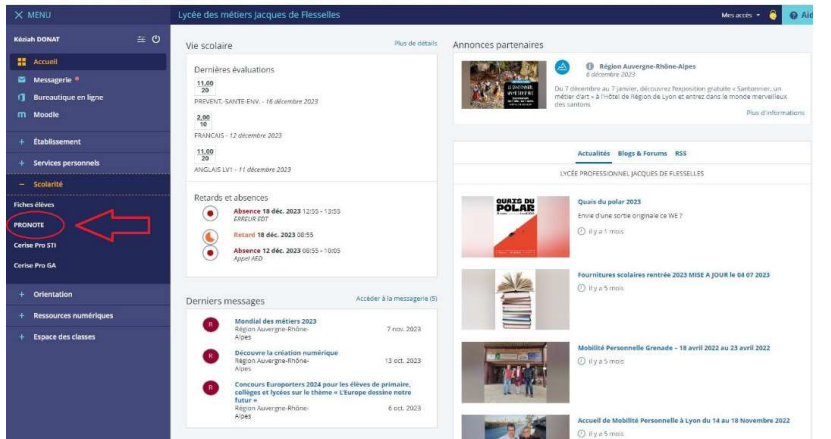 MENU
Lycée des métiers Jacques de Flesselles
Mes accès
Aid
Késiah DONAT
Accueil
Messagerie
Bureautique en ligne
Moodle
+ Établissement
+ Services personnels
− Scolarité
Fiches élèves
PRONOTE
Cerise Pro STI
Cerise Pro GA
+ Orientation
+ Ressources numériques
+ Espace des classes
Vie scolaire
Plus de détails
Dernières évaluations
11,00
20
PREVENT.-SANTE-ENV. - 18 décembre 2023
2,00
10
FRANCAIS - 12 décembre 2023
11,00
20
ANGLAIS LV1 - 11 décembre 2023
Retards et absences
Absence 18 déc. 2023 12:55 - 13:55
ERREUR EDT
Retard 18 déc. 2023 08:55
Absence 12 déc. 2023 08:55 - 10:05
Appel AED
Derniers messages
Accéder à la messagerie (5)
R
Mondial des métiers 2023
Région Auvergne-Rhône-
Alpes
7 nov. 2023
R
Découvre la création numérique
Région Auvergne-Rhône-
Alpes
13 oct. 2023
R
Concours Europorters 2024 pour les élèves de primaire,
collèges et lycées sur le thème « L'Europe dessine notre
futur »
Région Auvergne-Rhône-
Alpes
6 oct. 2023
Annonces partenaires
Région Auvergne-Rhône-Alpes
6 décembre 2023
Du 7 décembre au 7 janvier, découvrez l'exposition gratuite « Santonnier, un
métier d'art » à l'Hôtel de Région de Lyon et entrez dans le monde merveilleux
des santons
Plus d'informations
Actualités Blogs & Forums RSS
LYCÉE PROFESSIONNEL JACQUES DE FLESSELLES
QUAIS DU
POLAR
Quais du polar 2023
Envie d'une sortie originale ce WE ?
il y a 1 mois
Fournitures scolaires rentrée 2023 MISE A JOUR le 04 07 2023
il y a 5 mois
Mobilité Personnelle Grenade – 18 avril 2022 au 23 avril 2022
il y a 5 mois
Accueil de Mobilité Personnelle à Lyon du 14 au 18 Novembre 2022
il y a 5 mois